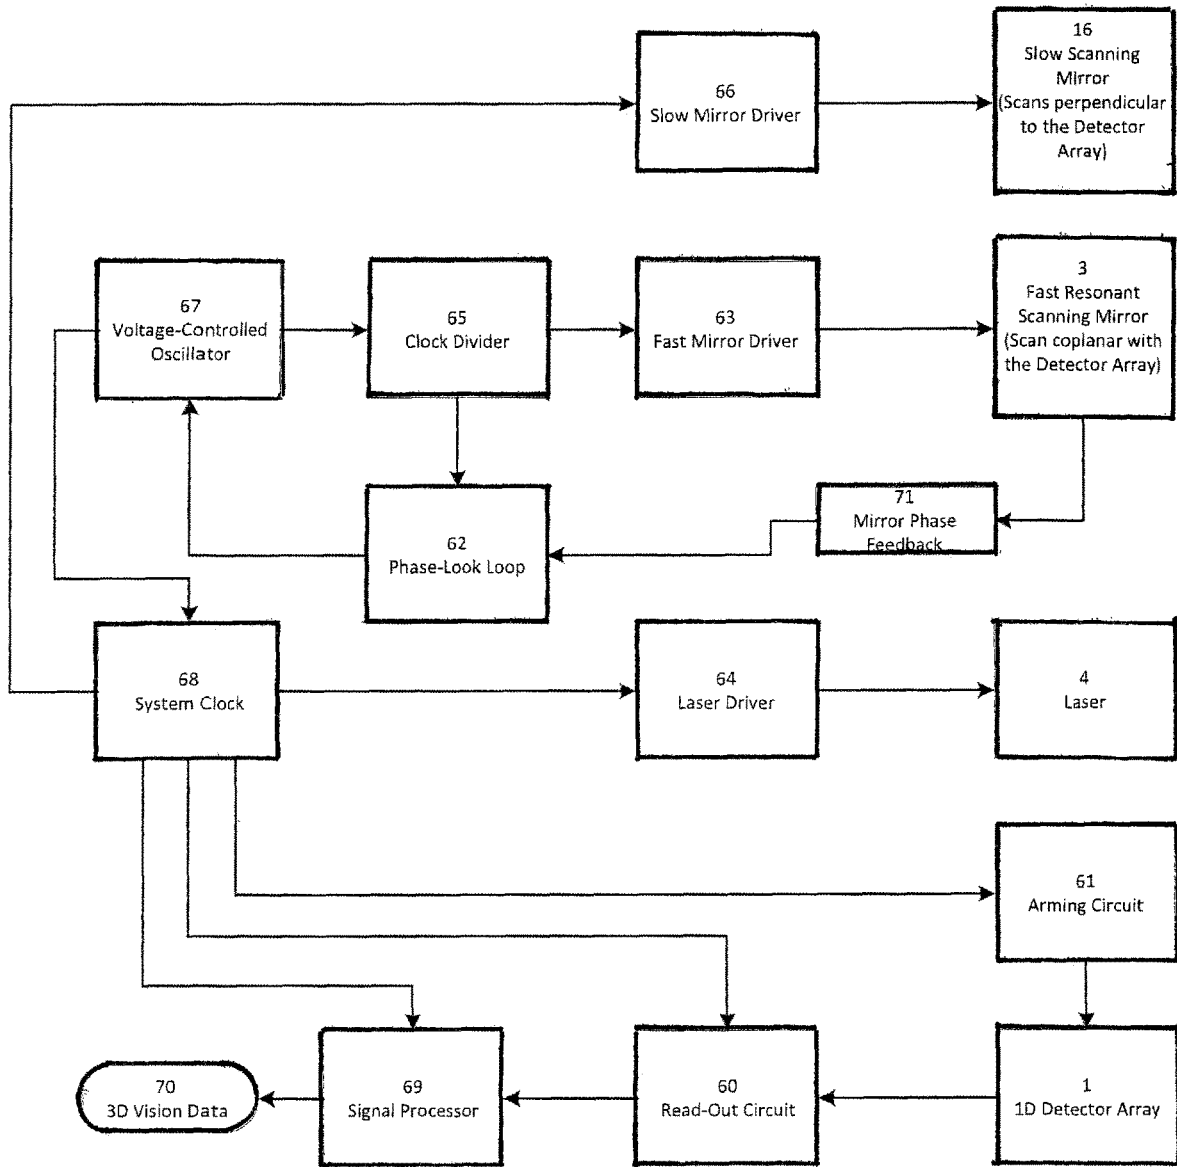 66
Slow Mirror Driver
16
Slow Scanning
Mirror
(Scans perpendicular
to the Detector
Array)
67
Voltage-Controlled
Oscillator
65
Clock Divider
63
Fast Mirror Driver
3
Fast Resonant
Scanning Mirror
(Scan coplanar with
the Detector Array)
71
Mirror Phase
Feedback
62
Phase-Look Loop
68
System Clock
64
Laser Driver
4
Laser
61
Arming Circuit
70
3D Vision Data
69
Signal Processor
60
Read-Out Circuit
1
1D Detector Array